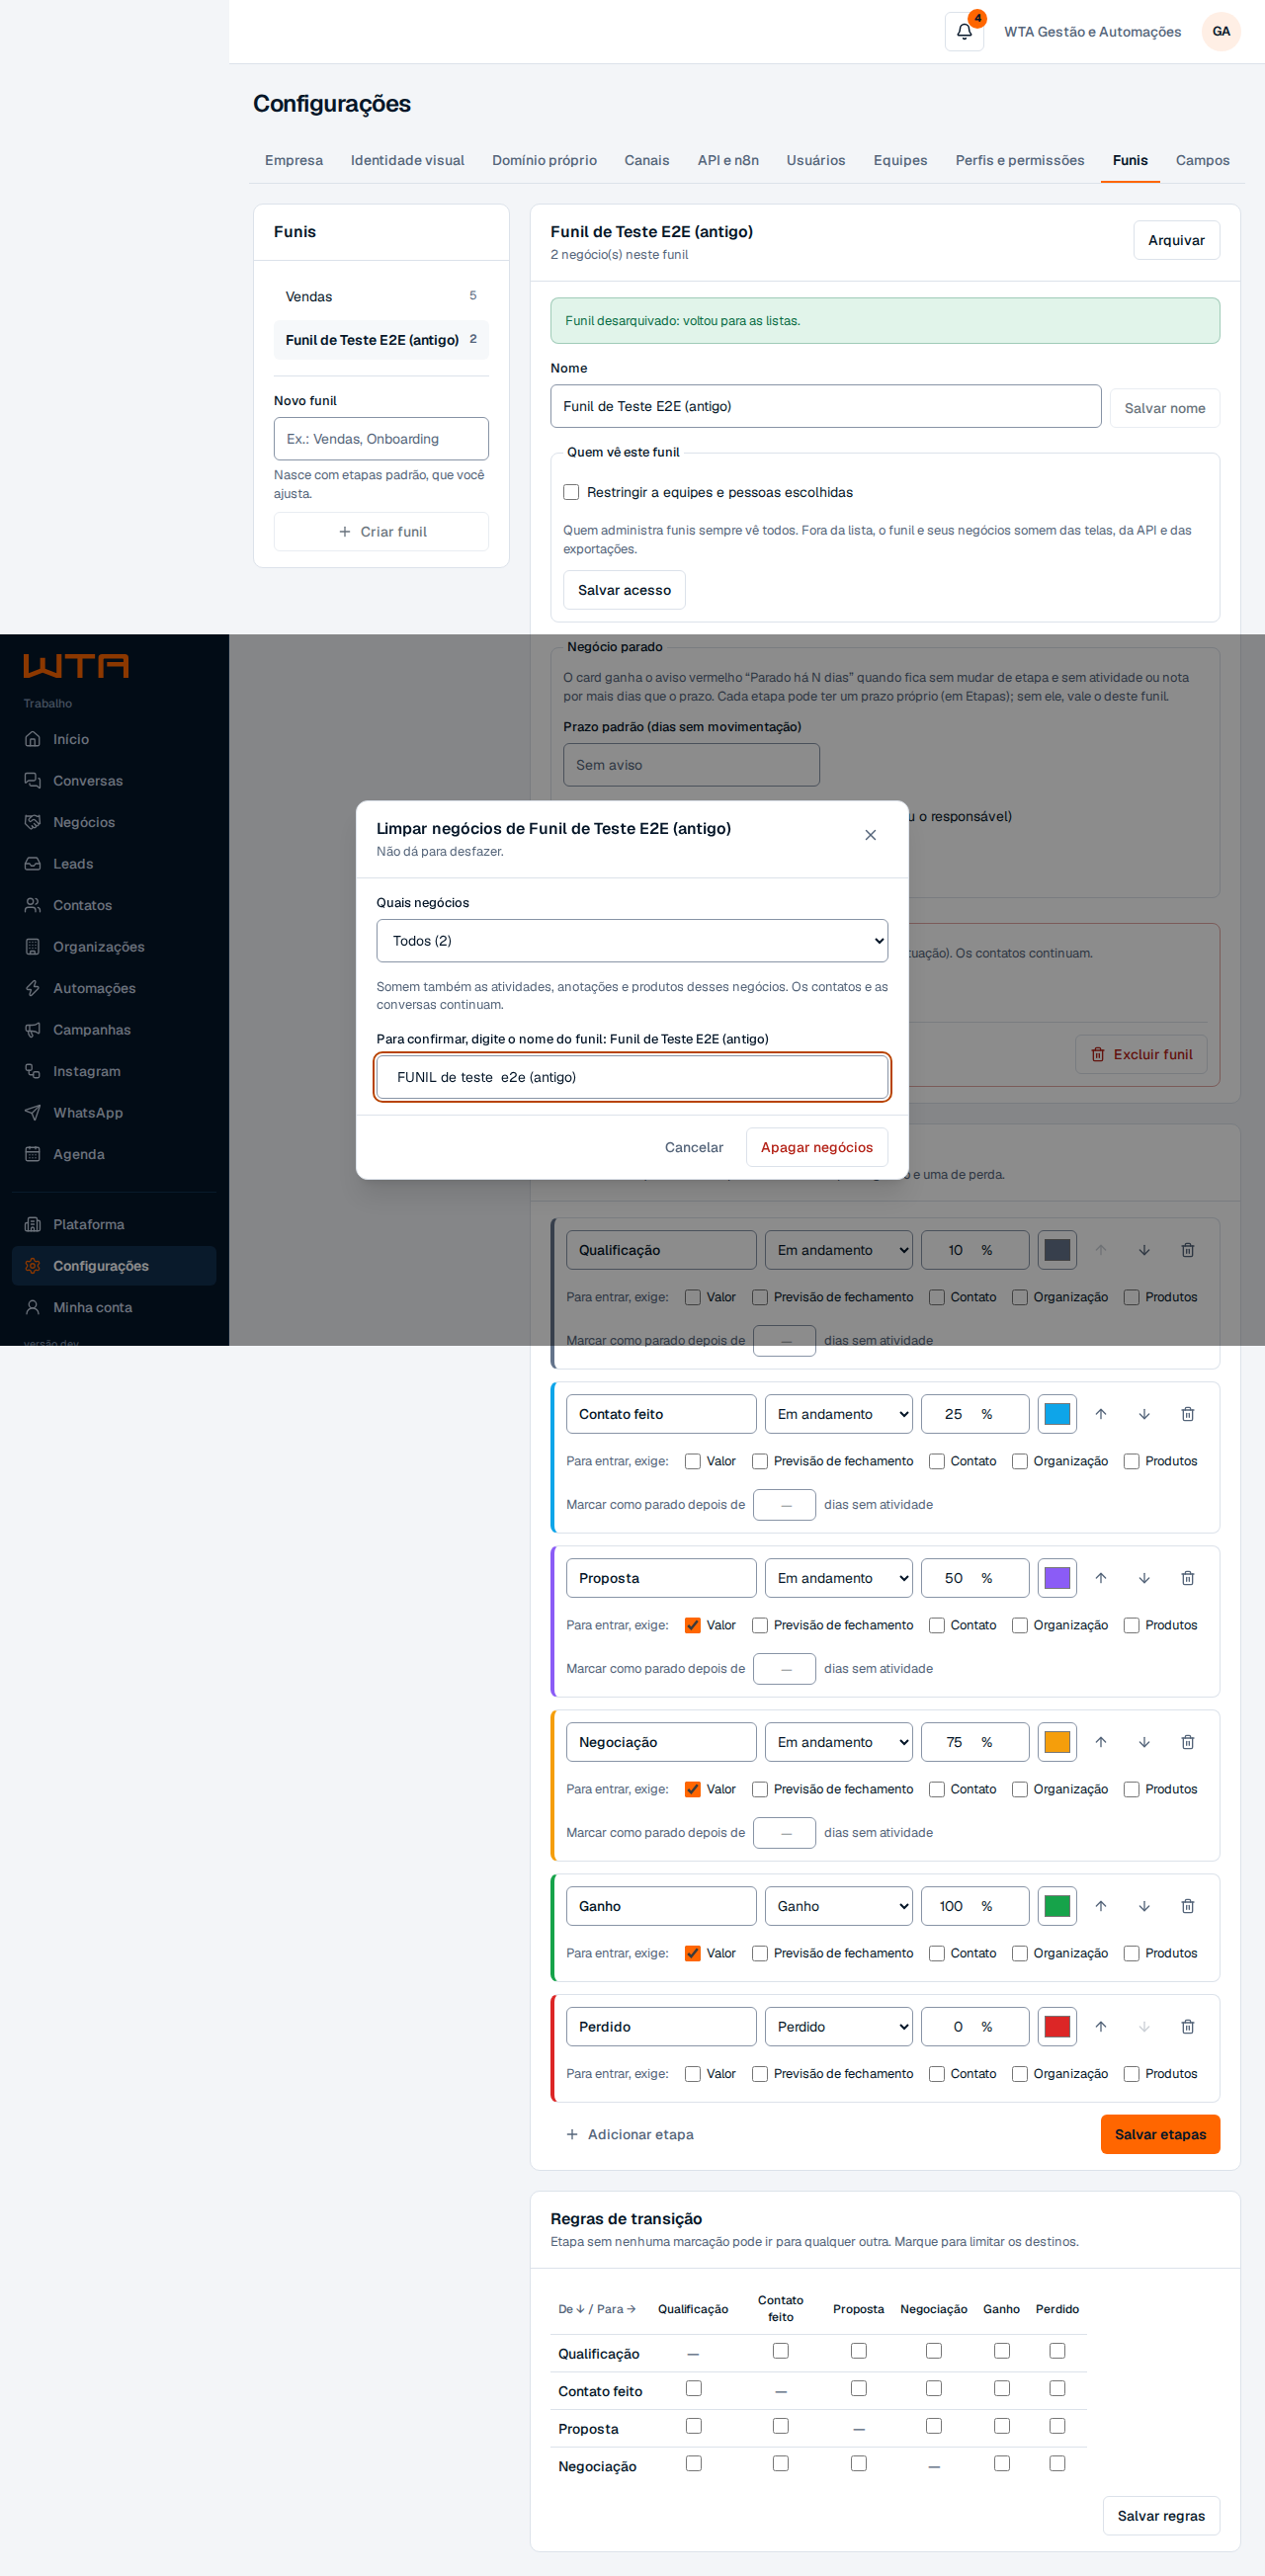 4
WTA Gestão e Automações
GA
Configurações
Empresa
Identidade visual
Domínio próprio
Canais
API e n8n
Usuários
Equipes
Perfis e permissões
Funis
Campos
Funis
Vendas 5
Funil de Teste E2E (antigo) 2
Novo funil
Ex.: Vendas, Onboarding
Nasce com etapas padrão, que você
ajusta.
Criar funil
Funil de Teste E2E (antigo)
2 negócio(s) neste funil
Arquivar
Funil desarquivado: voltou para as listas.
Nome
Funil de Teste E2E (antigo)
Salvar nome
Quem vê este funil
Restringir a equipes e pessoas escolhidas
Quem administra funis sempre vê todos. Fora da lista, o funil e seus negócios somem das telas, da API e das
exportações.
Salvar acesso
WTA
Trabalho
Início
Conversas
Negócios
Leads
Contatos
Organizações
Automações
Campanhas
Instagram
WhatsApp
Agenda
Plataforma
Configurações
Minha conta
versão dev
Negócio parado
O card ganha o aviso vermelho “Parado há N dias” quando fica sem mudar de etapa e sem atividade ou nota
por mais dias que o prazo. Cada etapa pode ter um prazo próprio (em Etapas); sem ele, vale o deste funil.
Prazo padrão (dias sem movimentação)
Sem aviso
o responsável)
Limpar negócios de Funil de Teste E2E (antigo)
Não dá para desfazer.
Quais negócios
Todos (2)
Somem também as atividades, anotações e produtos desses negócios. Os contatos e as
conversas continuam.
Para confirmar, digite o nome do funil: Funil de Teste E2E (antigo)
FUNIL de teste  e2e (antigo)
Cancelar
Apagar negócios
tuação). Os contatos continuam.
Excluir funil
e uma de perda.
Qualificação Em andamento 10 %
Para entrar, exige: Valor Previsão de fechamento Contato Organização Produtos
Marcar como parado depois de — dias sem atividade
Contato feito Em andamento 25 %
Para entrar, exige: Valor Previsão de fechamento Contato Organização Produtos
Marcar como parado depois de — dias sem atividade
Proposta Em andamento 50 %
Para entrar, exige: Valor Previsão de fechamento Contato Organização Produtos
Marcar como parado depois de — dias sem atividade
Negociação Em andamento 75 %
Para entrar, exige: Valor Previsão de fechamento Contato Organização Produtos
Marcar como parado depois de — dias sem atividade
Ganho Ganho 100 %
Para entrar, exige: Valor Previsão de fechamento Contato Organização Produtos
Perdido Perdido 0 %
Para entrar, exige: Valor Previsão de fechamento Contato Organização Produtos
Adicionar etapa
Salvar etapas
Regras de transição
Etapa sem nenhuma marcação pode ir para qualquer outra. Marque para limitar os destinos.
De ↓ / Para → Qualificação Contato feito Proposta Negociação Ganho Perdido
Qualificação —
Contato feito —
Proposta —
Negociação —
Salvar regras